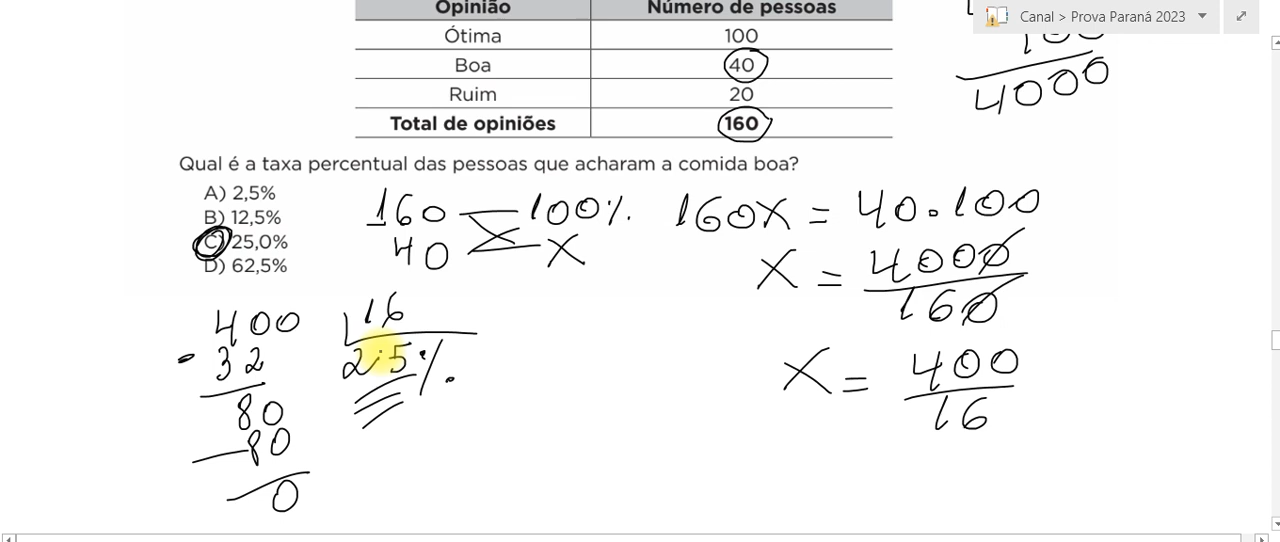 Opinião Número de pessoas
Canal > Prova Paraná 2023
Ótima 100
Boa 40
Ruim 20
Total de opiniões 160
4000
Qual é a taxa percentual das pessoas que acharam a comida boa?
A) 2,5%
B) 12,5%
C) 25,0%
D) 62,5%
160 100%
40 X
160X = 40.100
X = 4000
160
X = 400
16
400 16
- 32 25%
80
-80
0